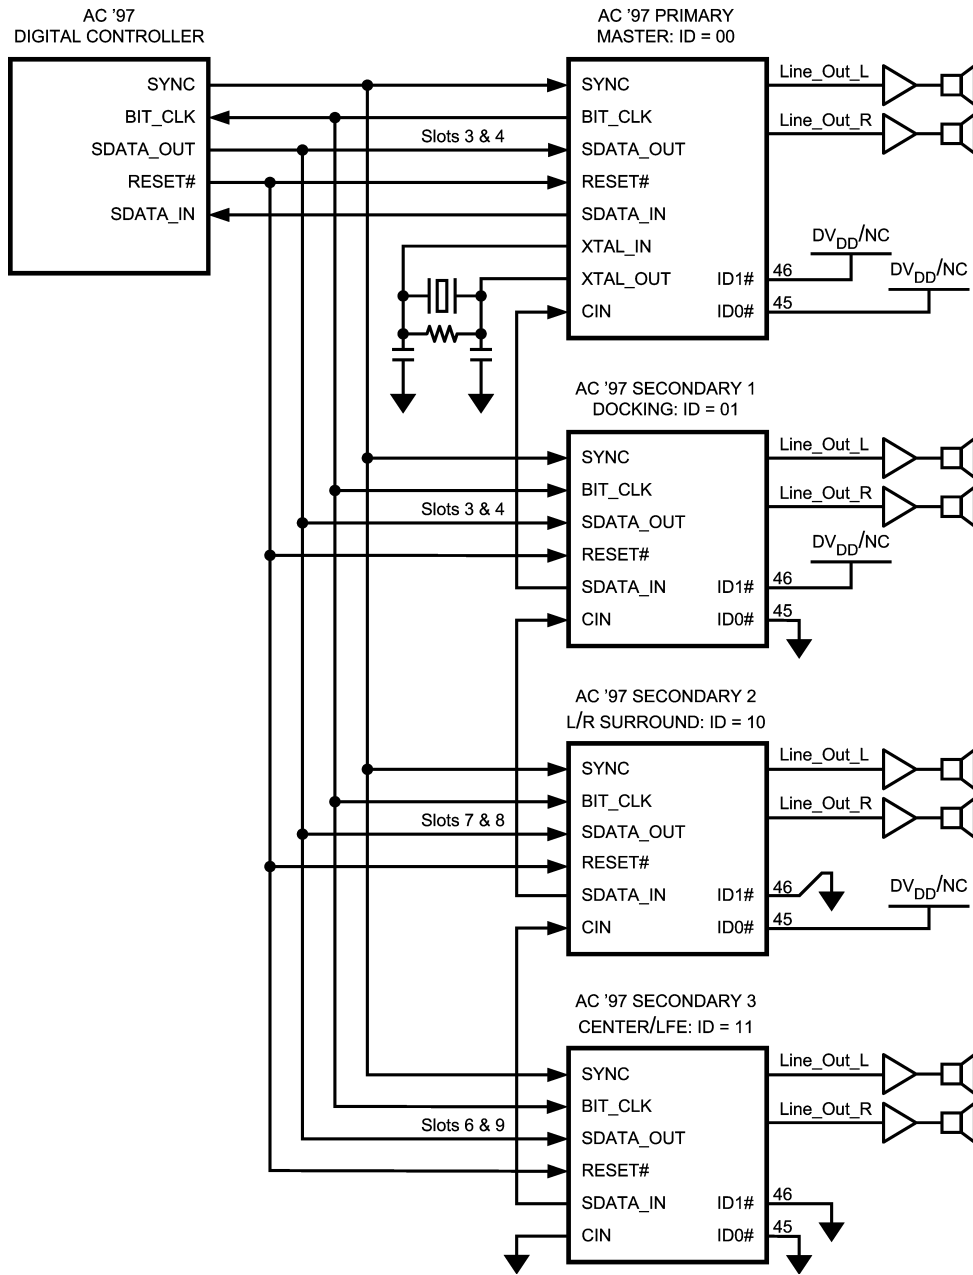 AC '97
DIGITAL CONTROLLER
SYNC
BIT_CLK
SDATA_OUT
RESET#
SDATA_IN
Slots 3 & 4
AC '97 PRIMARY
MASTER: ID = 00
SYNC
BIT_CLK
SDATA_OUT
RESET#
SDATA_IN
XTAL_IN
XTAL_OUT
CIN
ID1#
ID0#
46
45
Line_Out_L
Line_Out_R
DVDD/NC
DVDD/NC
AC '97 SECONDARY 1
DOCKING: ID = 01
Slots 3 & 4
SYNC
BIT_CLK
SDATA_OUT
RESET#
SDATA_IN
CIN
ID1#
ID0#
46
45
Line_Out_L
Line_Out_R
DVDD/NC
AC '97 SECONDARY 2
L/R SURROUND: ID = 10
Slots 7 & 8
SYNC
BIT_CLK
SDATA_OUT
RESET#
SDATA_IN
CIN
ID1#
ID0#
46
45
Line_Out_L
Line_Out_R
DVDD/NC
AC '97 SECONDARY 3
CENTER/LFE: ID = 11
Slots 6 & 9
SYNC
BIT_CLK
SDATA_OUT
RESET#
SDATA_IN
CIN
ID1#
ID0#
46
45
Line_Out_L
Line_Out_R